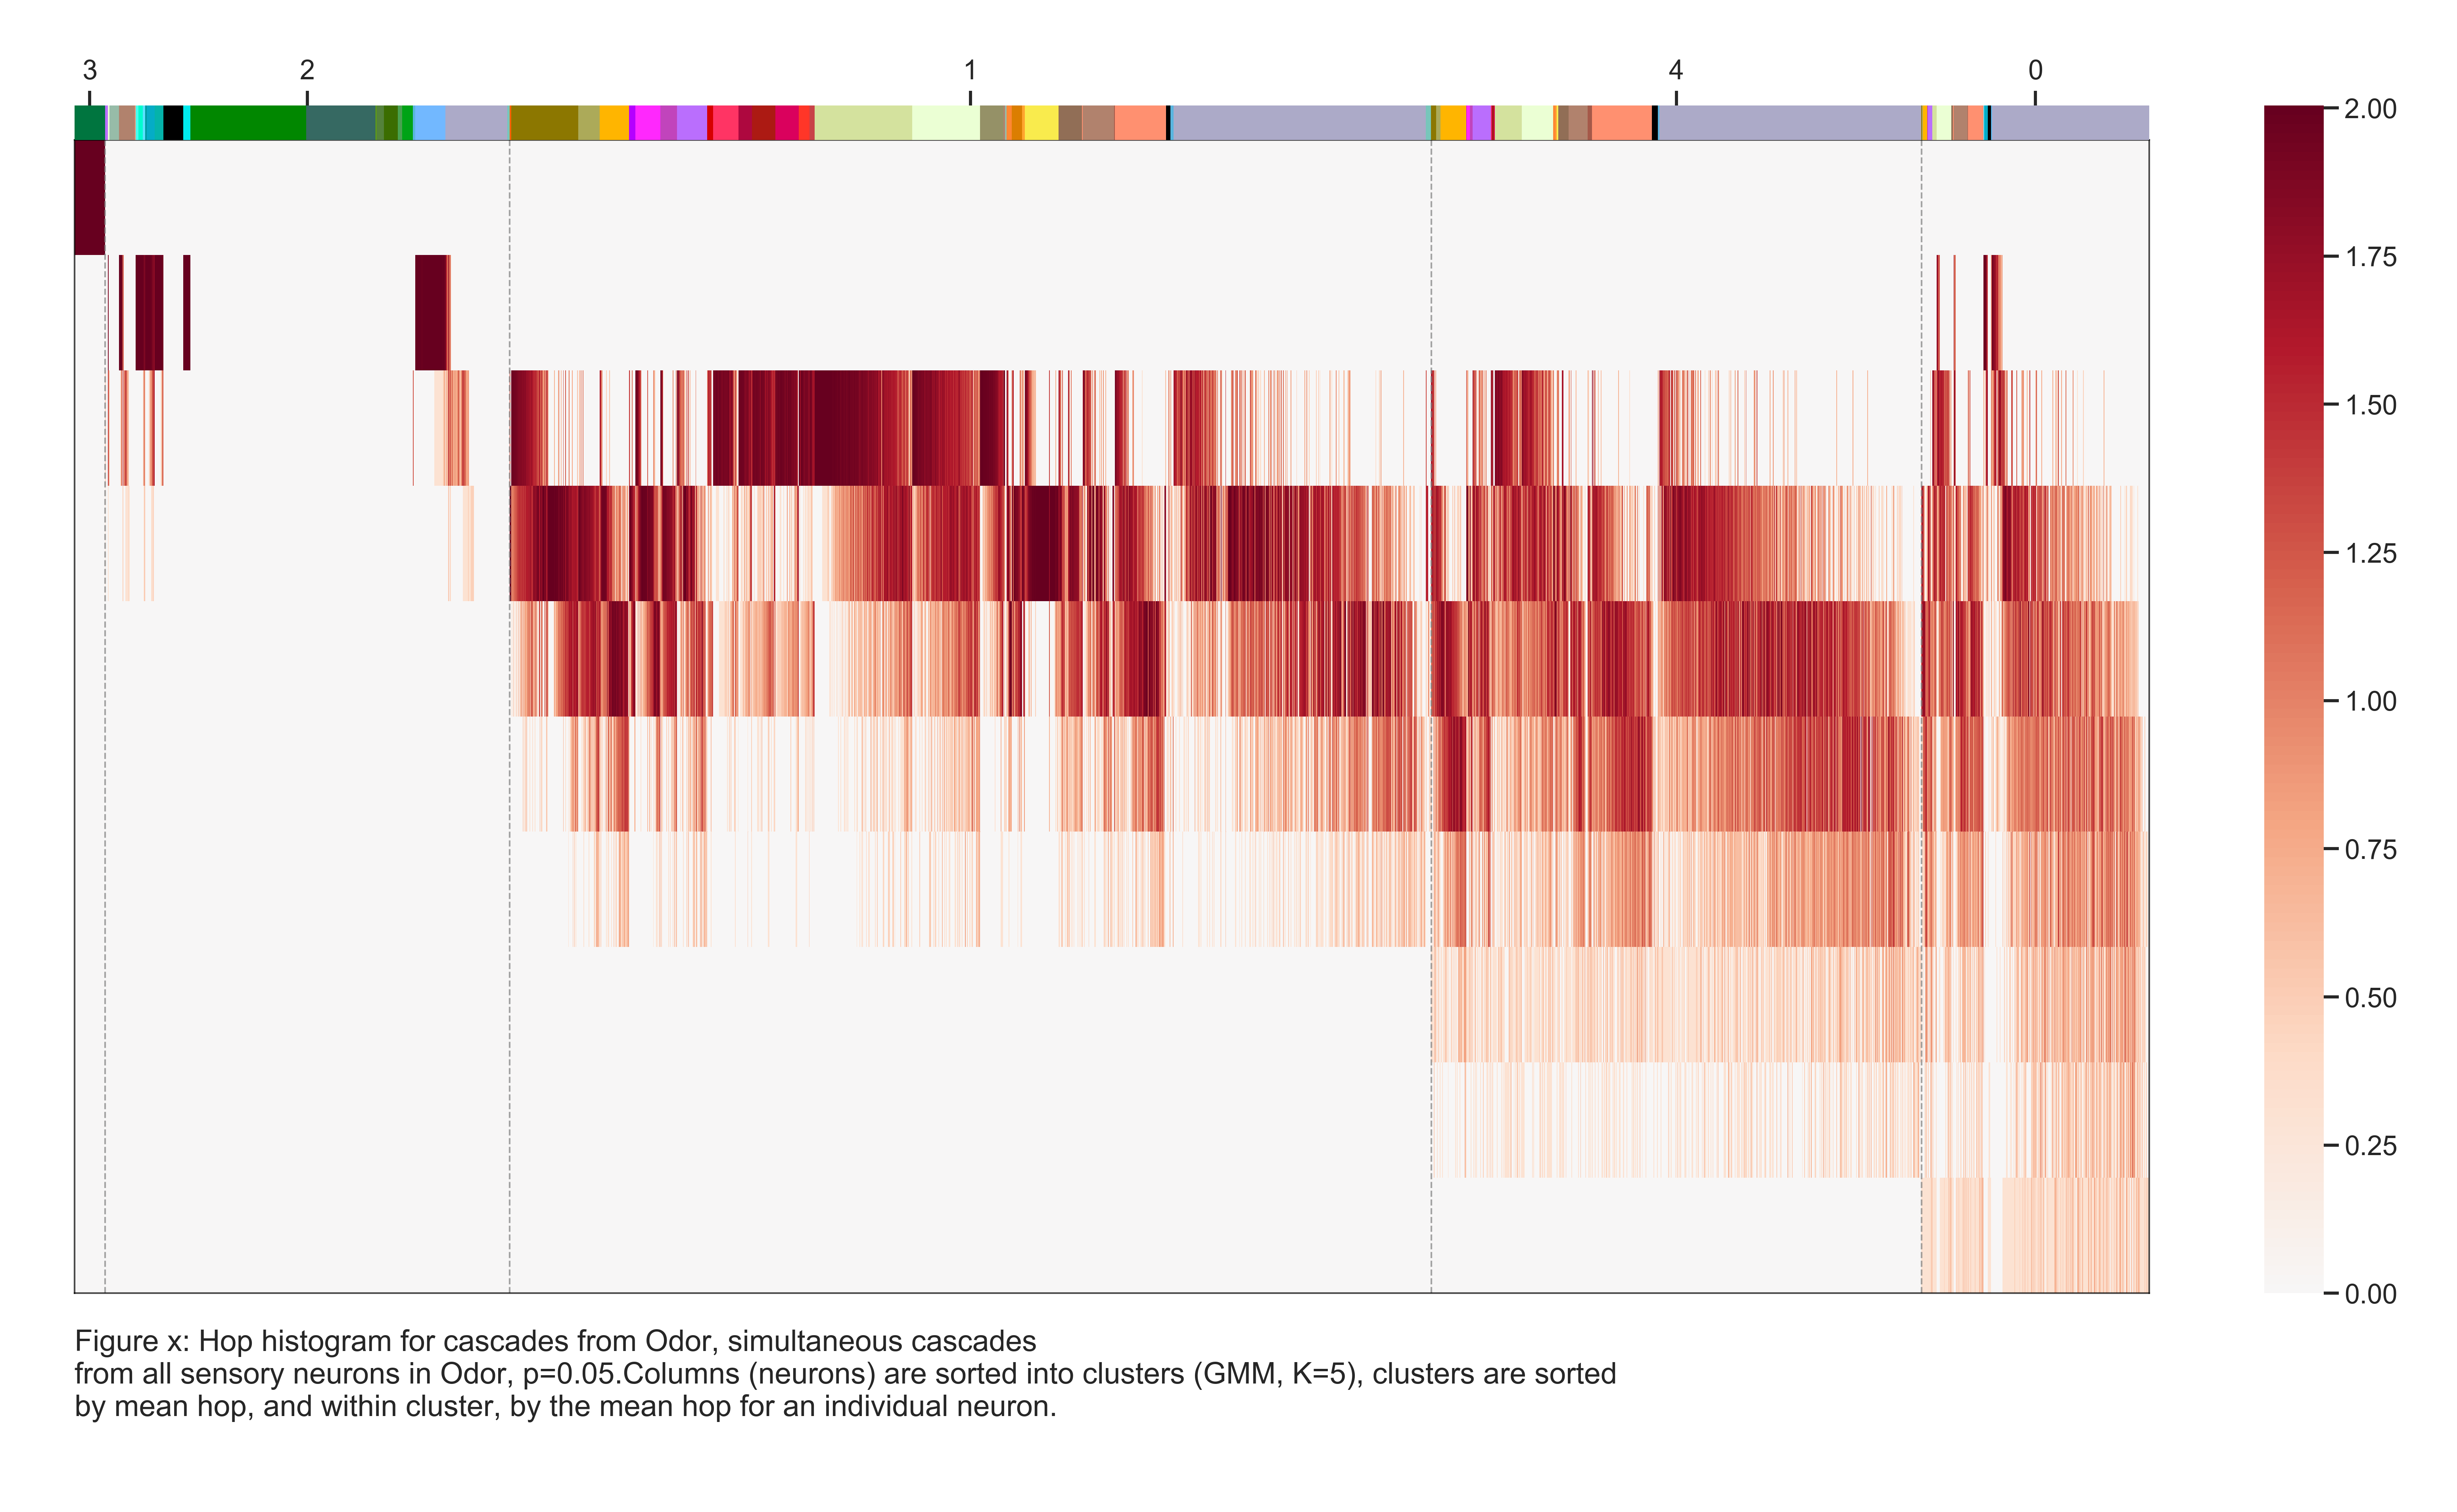 3 2 1 4 0
2.00
1.75
1.50
1.25
1.00
0.75
0.50
0.25
0.00
Figure x: Hop histogram for cascades from Odor, simultaneous cascades
from all sensory neurons in Odor, p=0.05.Columns (neurons) are sorted into clusters (GMM, K=5), clusters are sorted
by mean hop, and within cluster, by the mean hop for an individual neuron.